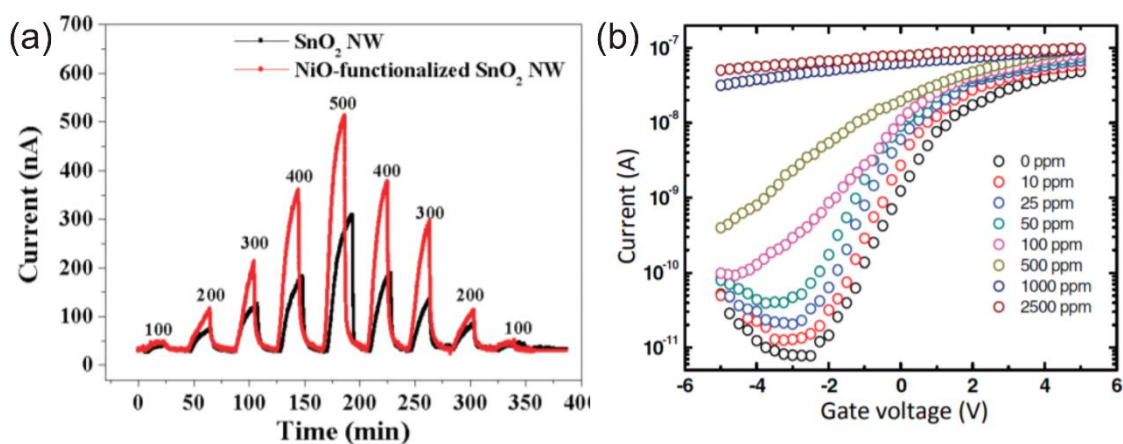 (a)
700
600
500
400
300
200
100
0
Current (nA)
SnO2 NW
NiO-functionalized SnO2 NW
100
200
300
400
500
400
300
200
100
0
50
100
150
200
250
300
350
400
Time (min)
(b)
10-7
10-8
10-9
10-10
10-11
Current (A)
0 ppm
10 ppm
25 ppm
50 ppm
100 ppm
500 ppm
1000 ppm
2500 ppm
-6
-4
-2
0
2
4
6
Gate voltage (V)